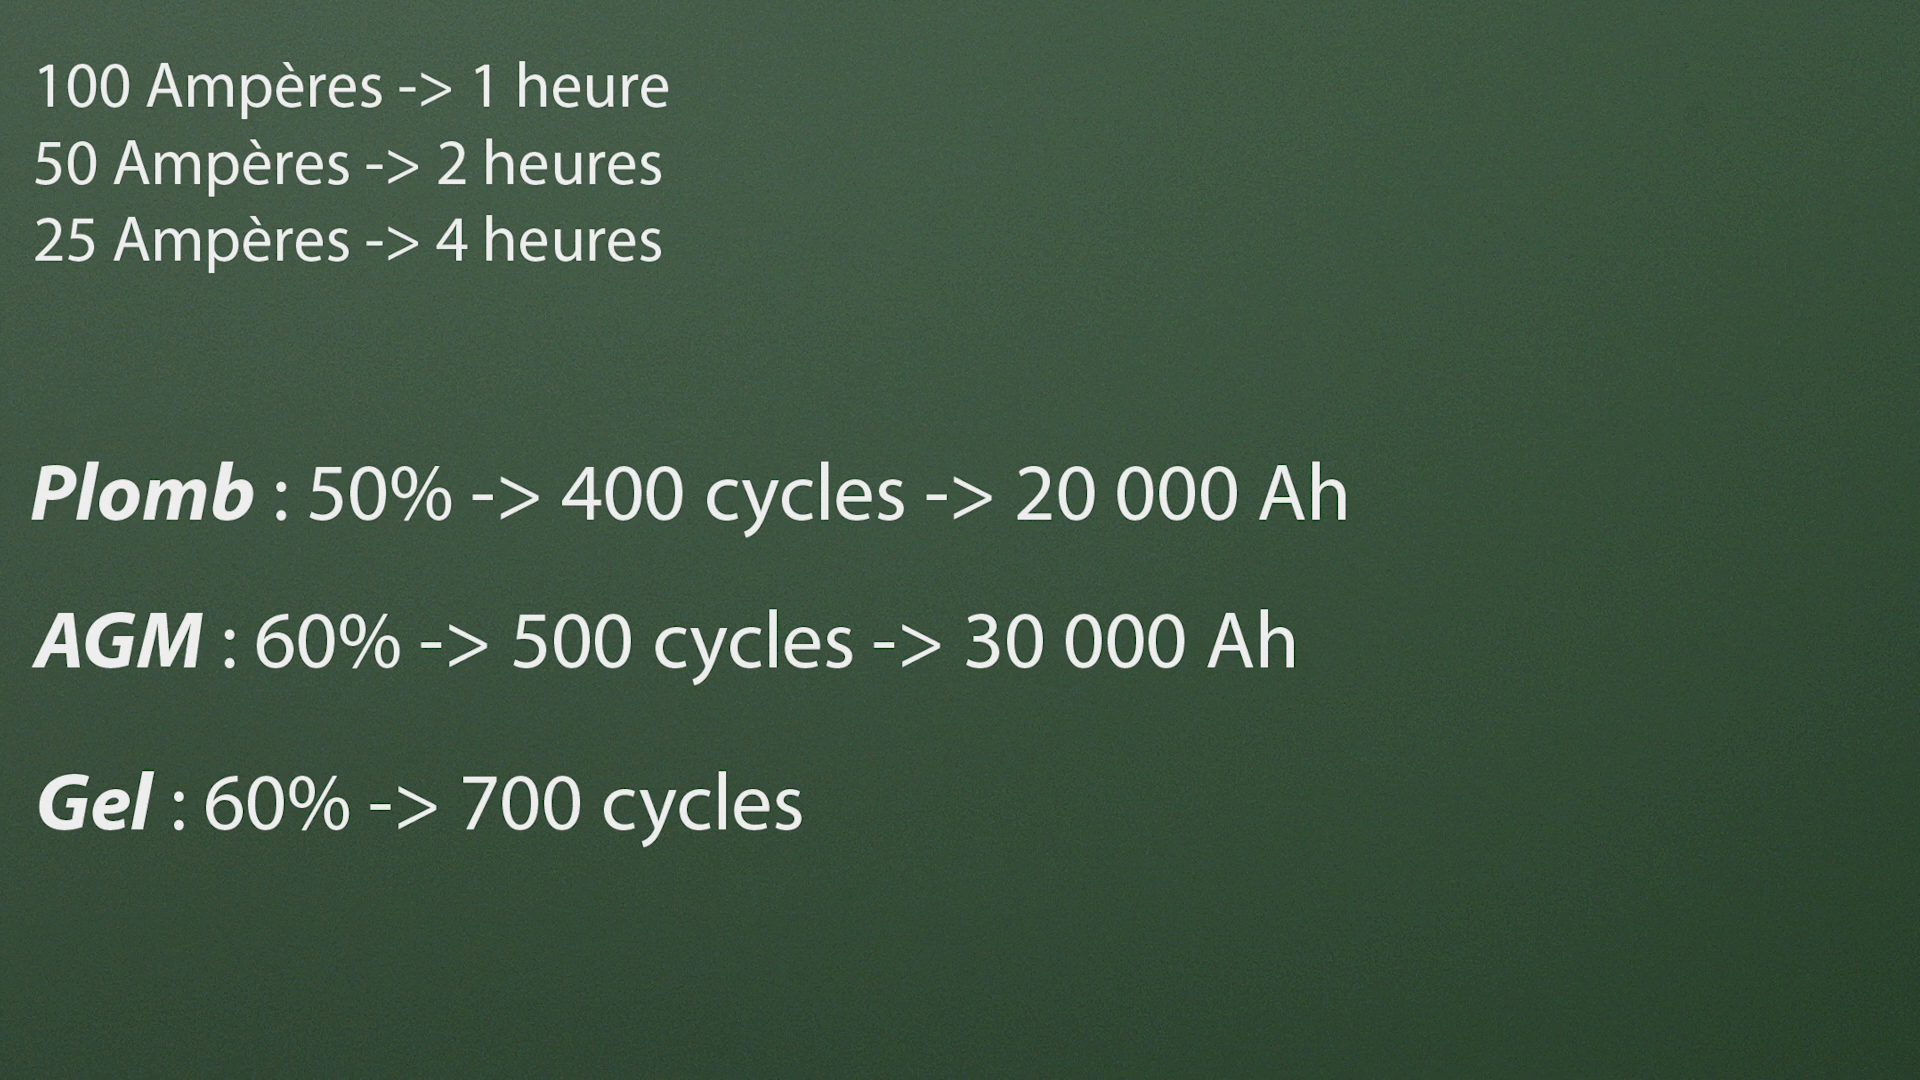 100 Ampères -> 1 heure
50 Ampères -> 2 heures
25 Ampères -> 4 heures
Plomb : 50% -> 400 cycles -> 20 000 Ah
AGM : 60% -> 500 cycles -> 30 000 Ah
Gel : 60% -> 700 cycles